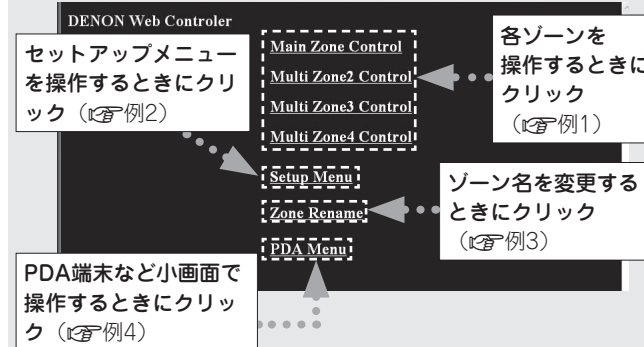 DENON Web Controler
セットアップメニュー
を操作するときにクリ
ック（☞例2）
Main Zone Control
Multi Zone2 Control
Multi Zone3 Control
Multi Zone4 Control
各ゾーンを
操作するときに
クリック
（☞例1）
Setup Menu
Zone Rename
ゾーン名を変更する
ときにクリック
（☞例3）
PDA Menu
PDA端末など小画面で
操作するときにクリッ
ク（☞例4）